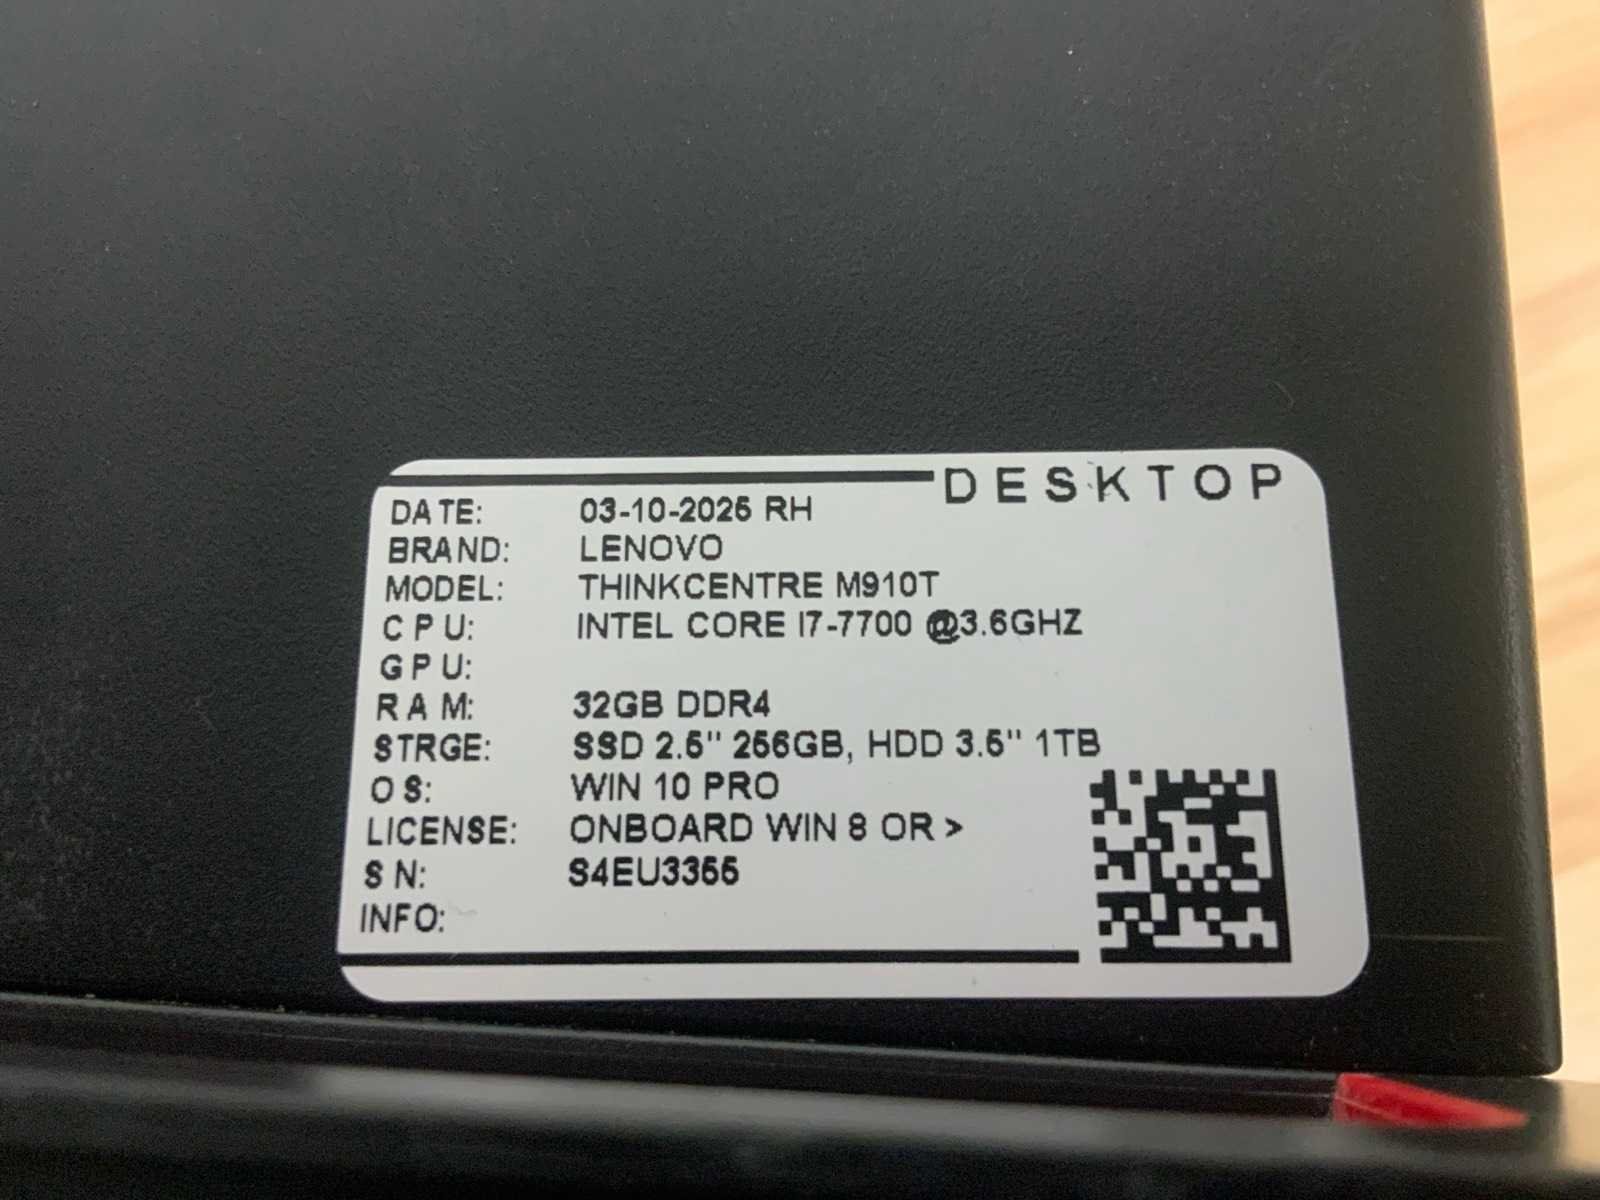 DESKTOP
DATE: 03-10-2025 RH
BRAND: LENOVO
MODEL: THINKCENTRE M910T
CPU: INTEL CORE I7-7700 @3.6GHZ
GPU:
RAM: 32GB DDR4
STRGE: SSD 2.5" 256GB, HDD 3.5" 1TB
OS: WIN 10 PRO
LICENSE: ONBOARD WIN 8 OR >
SN: S4EU3355
INFO: